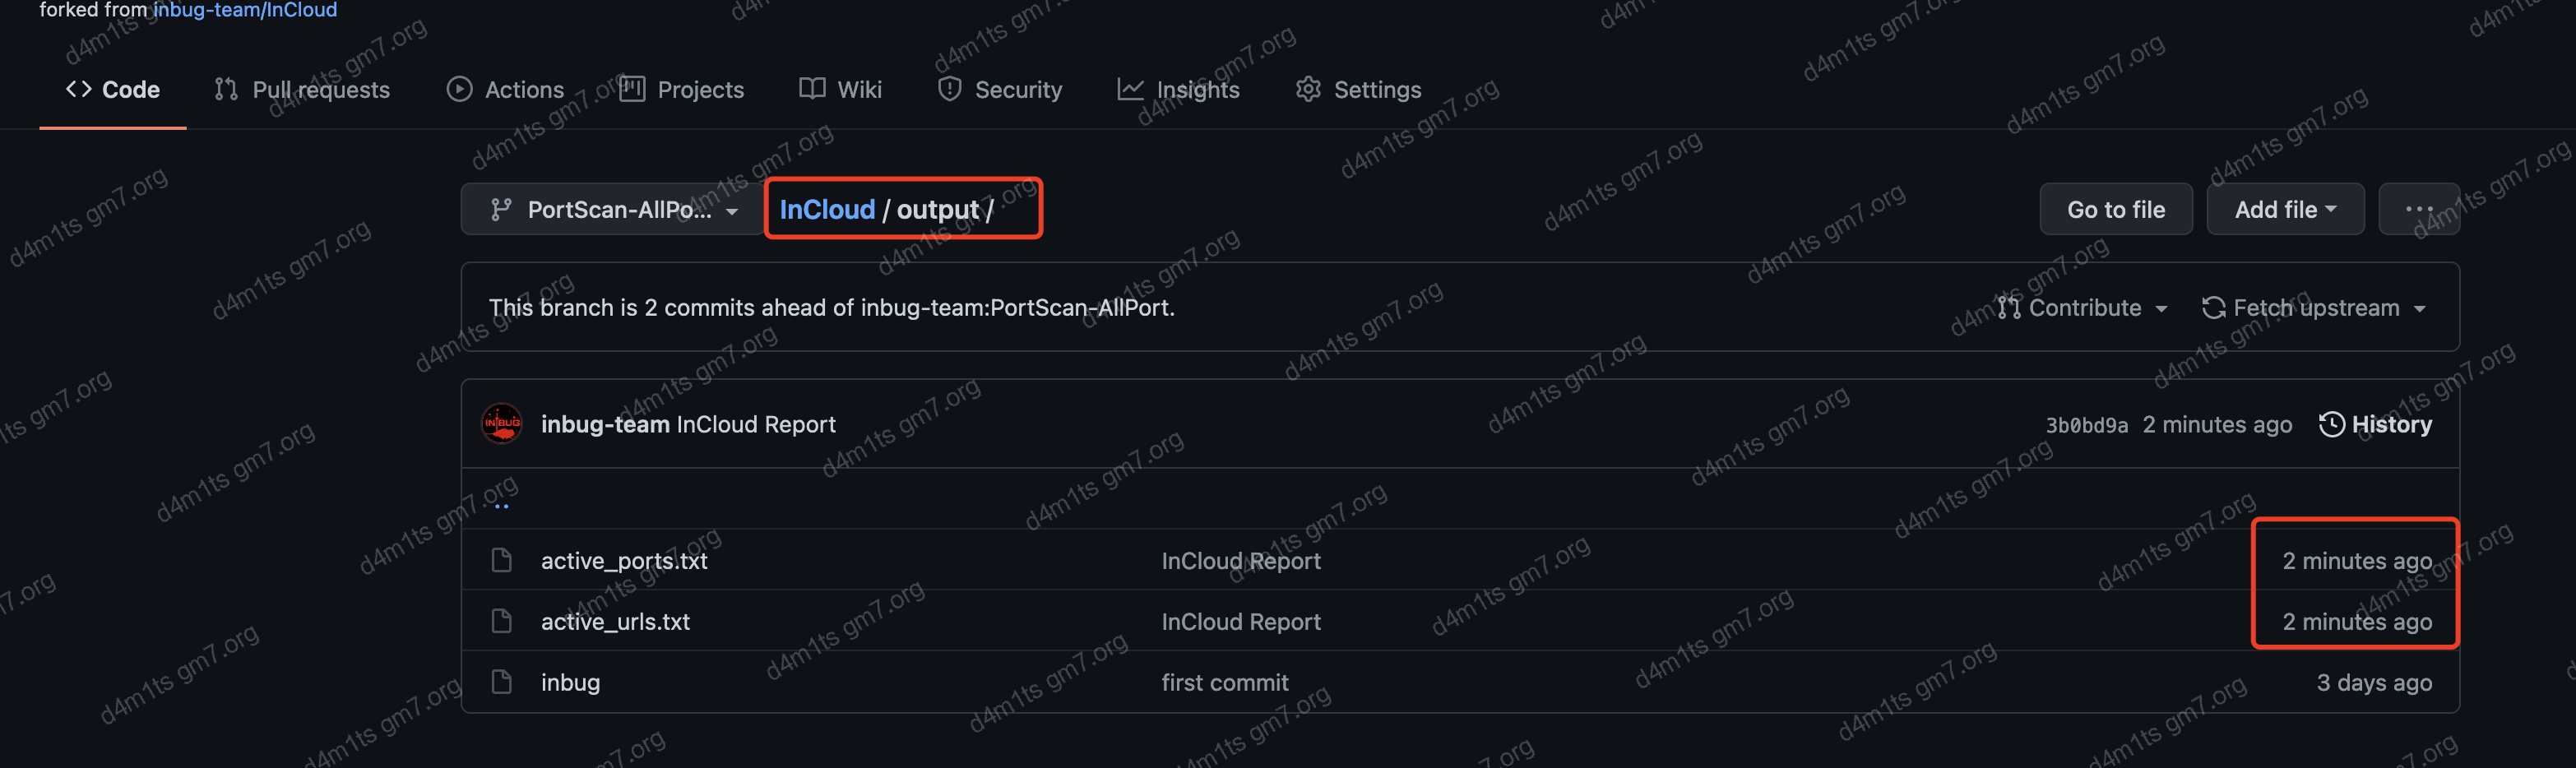 forked from inbug-team/InCloud
Code Pull requests Actions Projects Wiki Security Insights Settings
PortScan-AllPo... InCloud / output / Go to file Add file ...
This branch is 2 commits ahead of inbug-team:PortScan-AllPort. Contribute Fetch upstream
INBUG inbug-team InCloud Report 3b0bd9a 2 minutes ago History
..
active_ports.txt InCloud Report 2 minutes ago
active_urls.txt InCloud Report 2 minutes ago
inbug first commit 3 days ago
d4m1ts gm7.org